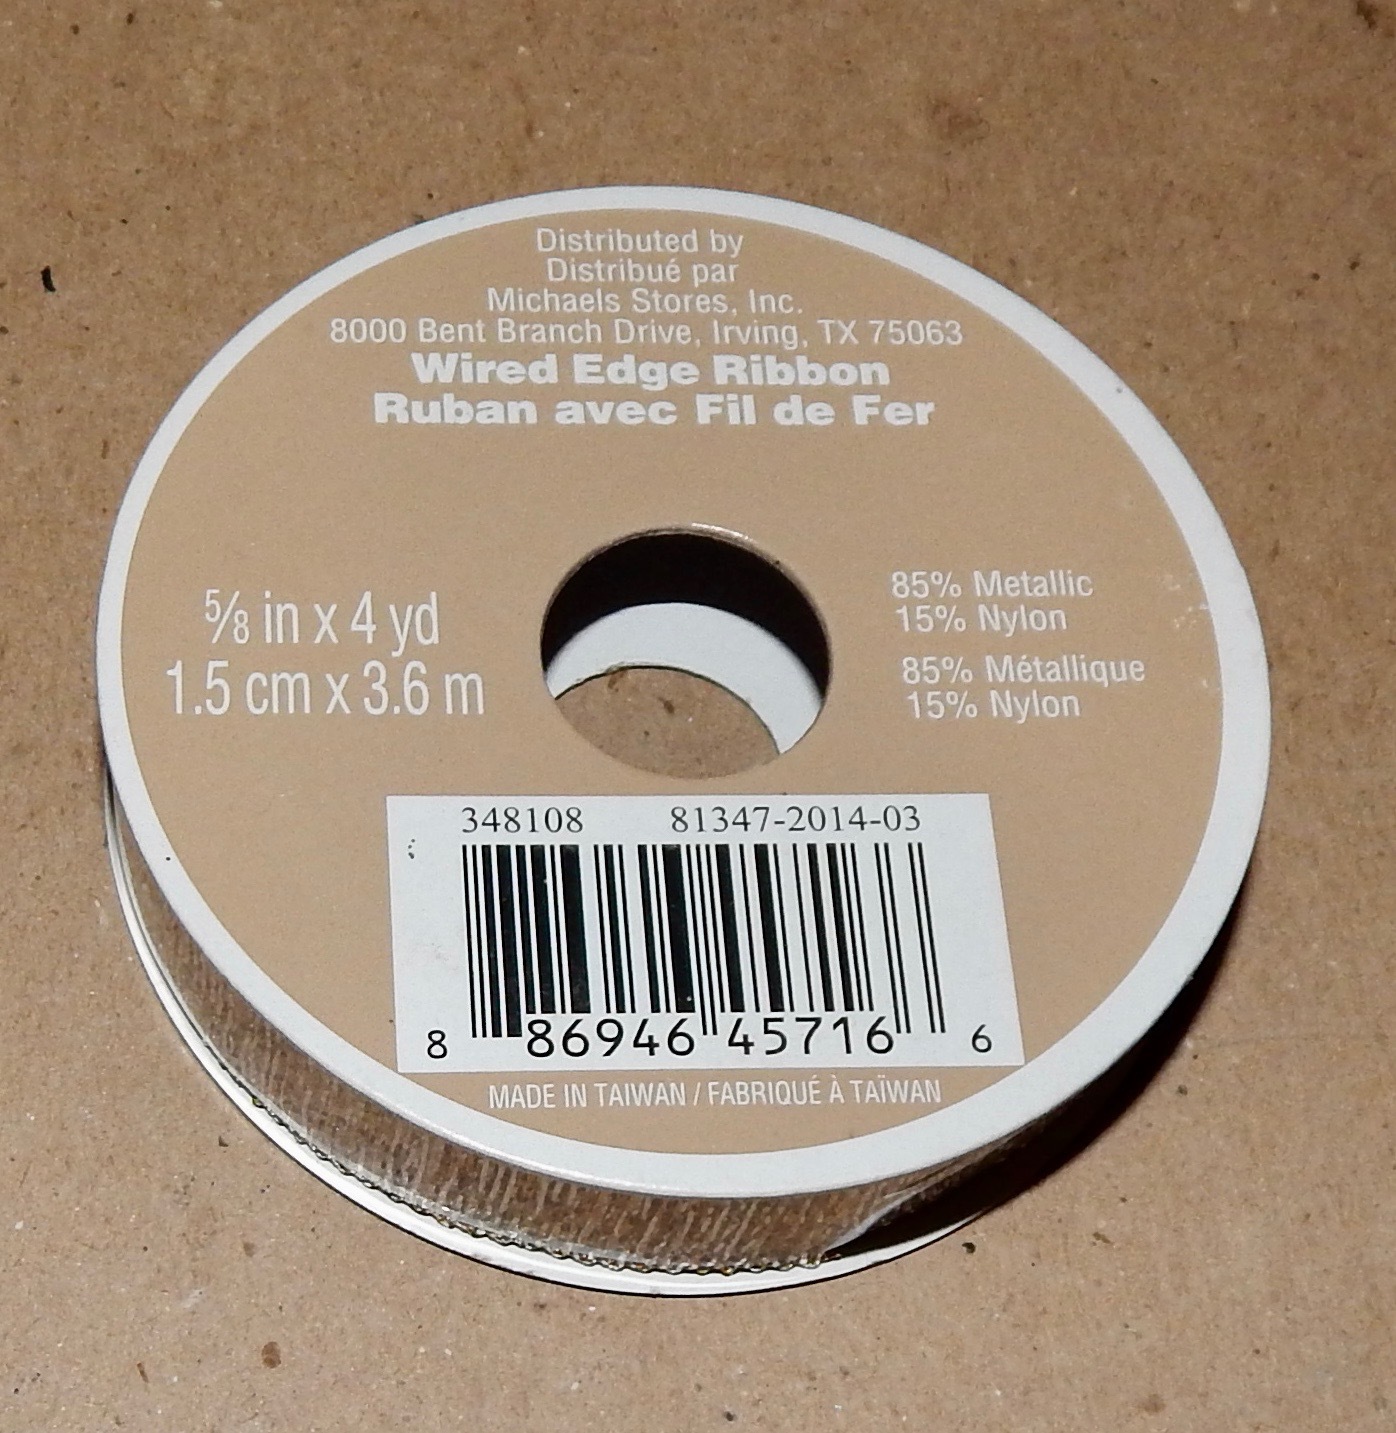 Distributed by
Distribué par
Michaels Stores, Inc.
8000 Bent Branch Drive, Irving, TX 75063
Wired Edge Ribbon
Ruban avec Fil de Fer
⅝ in x 4 yd
1.5 cm x 3.6 m
85% Metallic
15% Nylon
85% Métallique
15% Nylon
348108 81347-2014-03
8 86946 45716 6
MADE IN TAIWAN / FABRIQUÉ À TAÏWAN